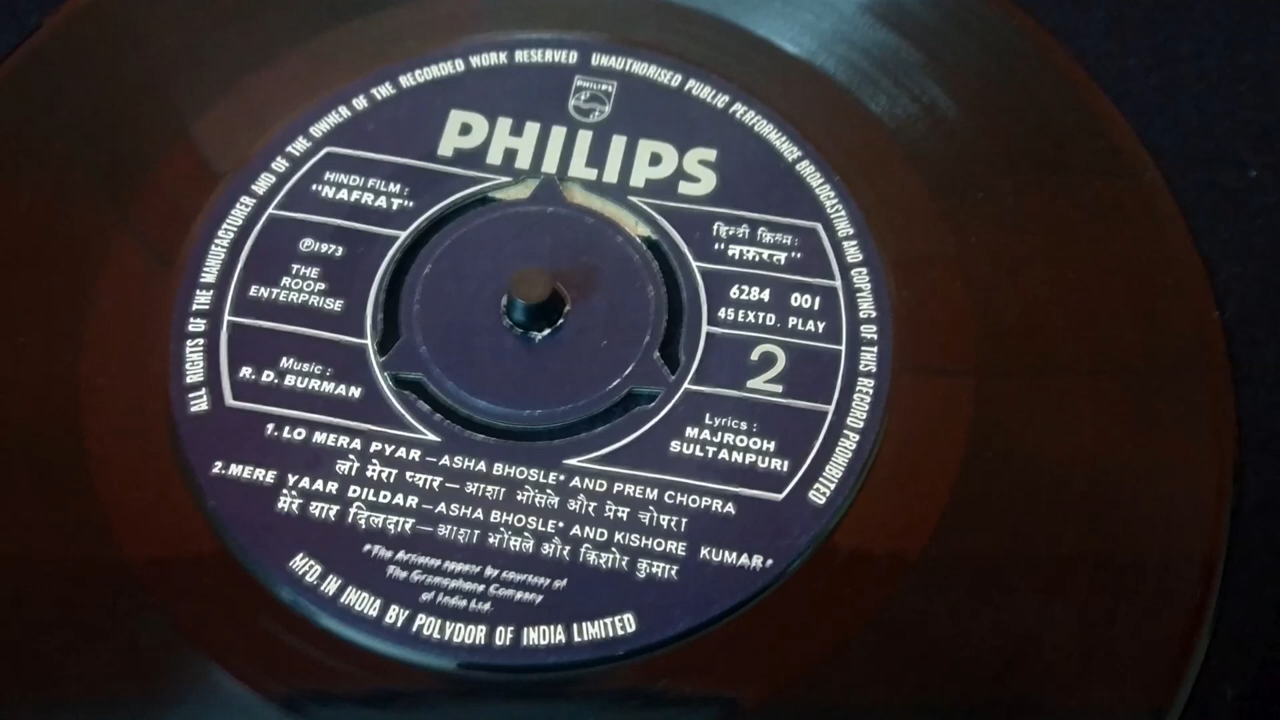 ALL RIGHTS OF THE MANUFACTURER AND OF THE OWNER OF THE RECORDED WORK RESERVED UNAUTHORISED PUBLIC PERFORMANCE BROADCASTING AND COPYING OF THIS RECORD PROHIBITED
PHILIPS
PHILIPS
HINDI FILM :
"NAFRAT"
Ⓟ1973
THE
ROOP
ENTERPRISE
Music :
R. D. BURMAN
हिन्दी फ़िल्म:
"नफ़रत"
6284 001
45 EXTD. PLAY
2
Lyrics :
MAJROOH
SULTANPURI
1. LO MERA PYAR – ASHA BHOSLE* AND PREM CHOPRA
लो मेरा प्यार – आशा भोंसले और प्रेम चोपरा
2. MERE YAAR DILDAR – ASHA BHOSLE* AND KISHORE KUMAR*
मेरे यार दिलदार – आशा भोंसले और किशोर कुमार
*The Artistes appear by courtesy of
The Gramophone Company
of India Ltd.
MFD. IN INDIA BY POLYDOR OF INDIA LIMITED